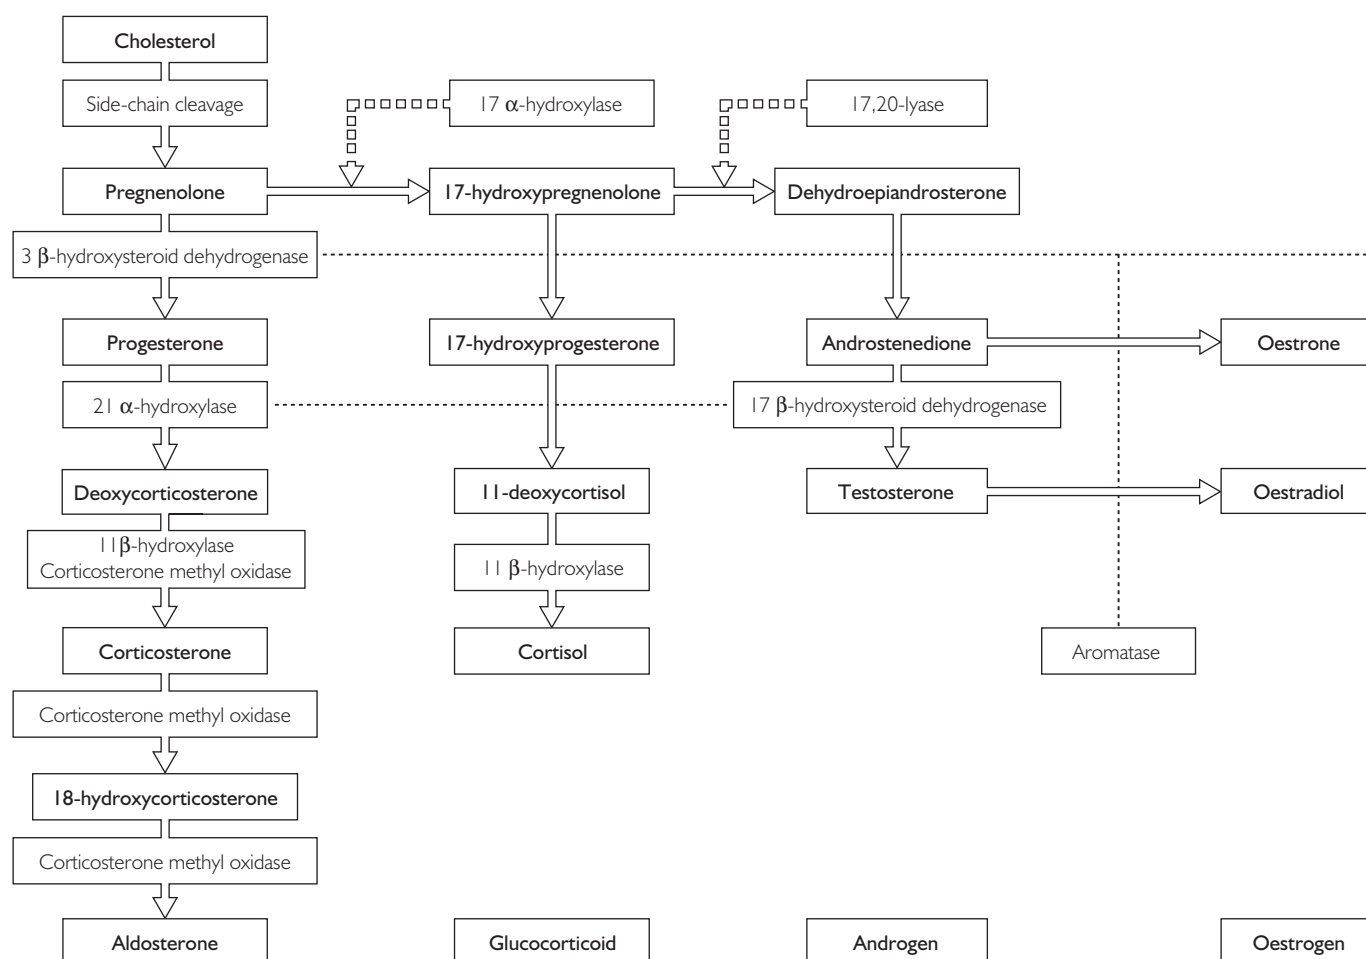 Cholesterol
Side-chain cleavage
17 α-hydroxylase
17,20-lyase
Pregnenolone
17-hydroxypregnenolone
Dehydroepiandrosterone
3 β-hydroxysteroid dehydrogenase
Progesterone
17-hydroxyprogesterone
Androstenedione
Oestrone
21 α-hydroxylase
17 β-hydroxysteroid dehydrogenase
Deoxycorticosterone
11-deoxycortisol
Testosterone
Oestradiol
11β-hydroxylase
Corticosterone methyl oxidase
11 β-hydroxylase
Corticosterone
Cortisol
Aromatase
Corticosterone methyl oxidase
18-hydroxycorticosterone
Corticosterone methyl oxidase
Aldosterone
Glucocorticoid
Androgen
Oestrogen